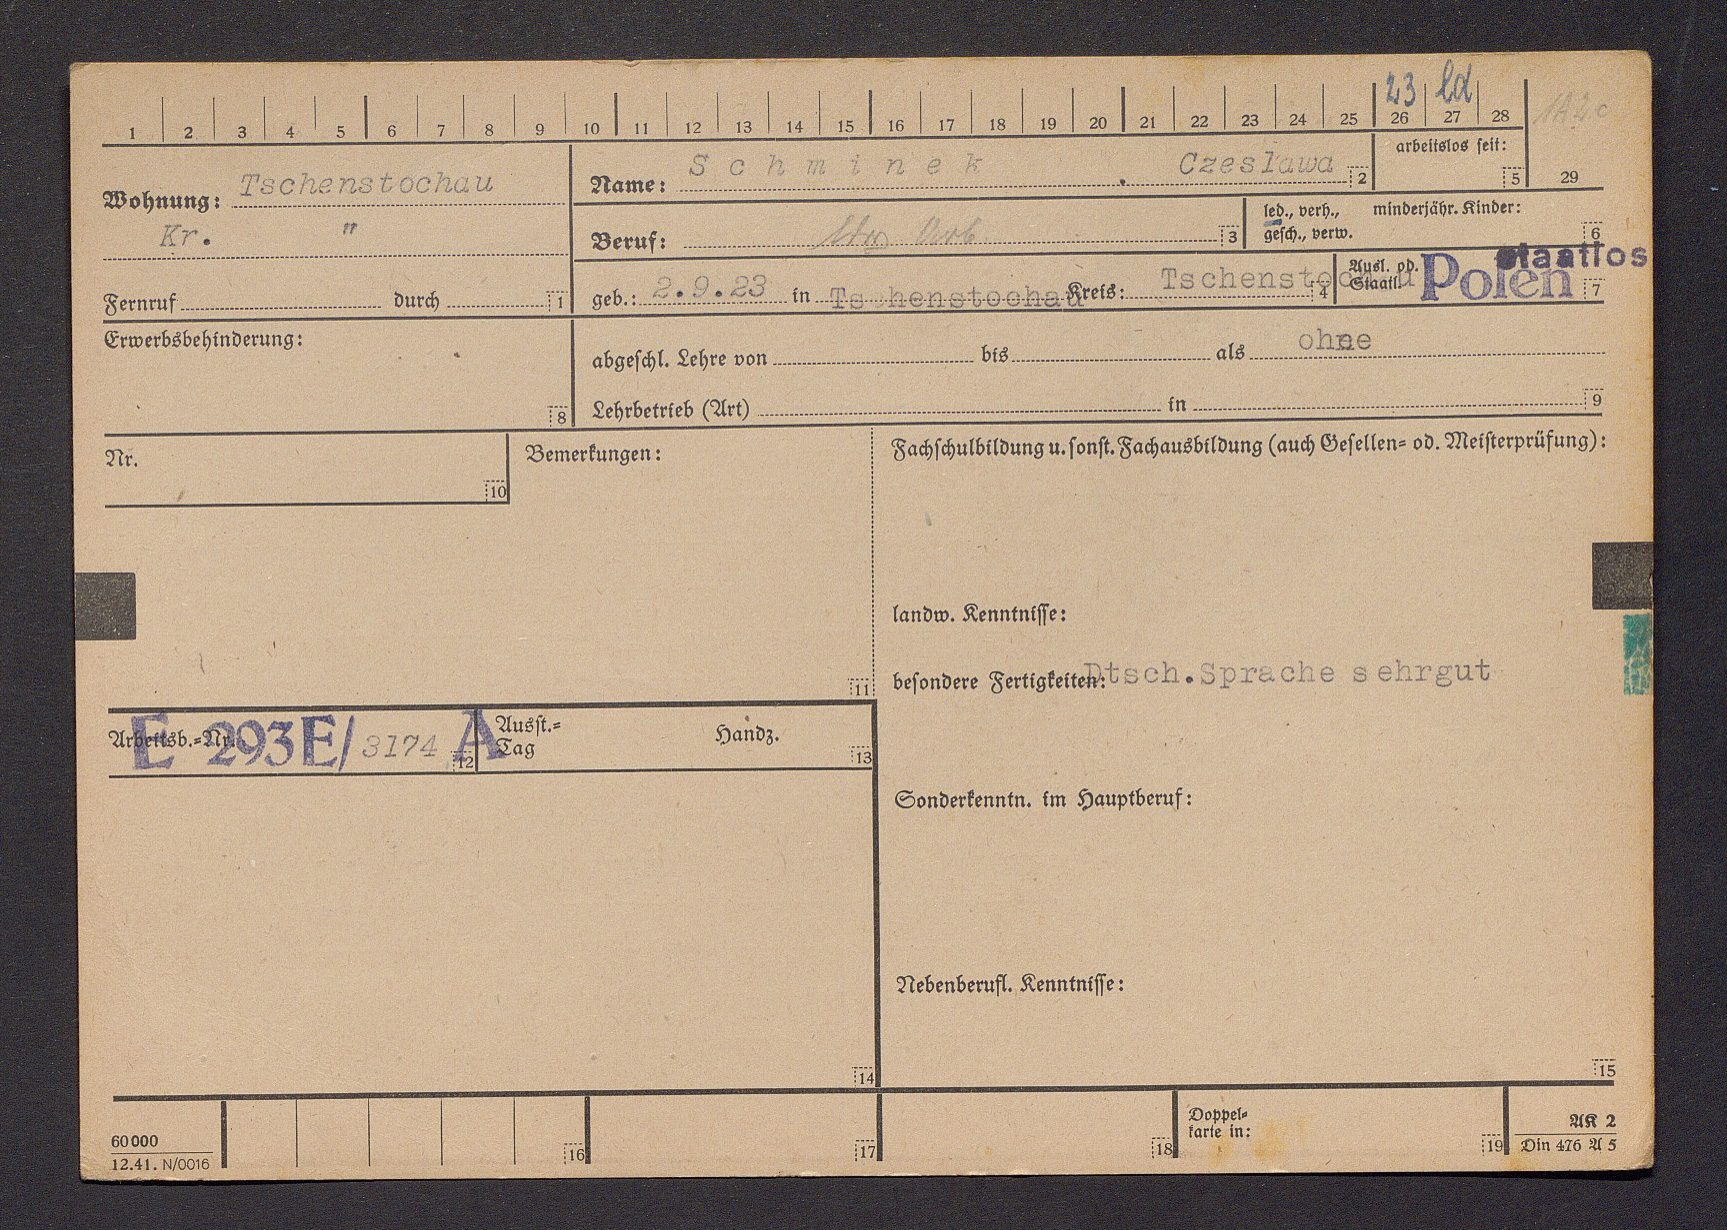 23 ld
1 2 3 4 5 6 7 8 9 10 11 12 13 14 15 16 17 18 19 20 21 22 23 24 25 26 27 28 29
Wohnung: Tschenstochau
Kr. "
Fernruf durch 1
Name: Schminek Czeslawa 2
arbeitslos seit:
5
Beruf: Arb 3
led., verh.,
gesch., verw.
minderjähr. Kinder:
6
geb.: 2.9.23 in Ts henstochau Kreis: Tschenstochau 4
Ausl. od.
Staatl. Polen staatlos 7
Erwerbsbehinderung:
8
abgeschl. Lehre von bis als ohne
Lehrbetrieb (Art) in 9
Nr.
10
Bemerkungen:
11
Fachschulbildung u. sonst. Fachausbildung (auch Gesellen= od. Meisterprüfung):
landw. Kenntnisse:
besondere Fertigkeiten: Dtsch. Sprache sehrgut
Arbeitsb.=Nr. E 293E/ 3174 A 12
Ausst.=
Tag
Handz.
13
Sonderkenntn. im Hauptberuf:
Nebenberufl. Kenntnisse:
14
15
60000
12.41. N/0016
16
17
18
Doppel=
karte in:
19
AK 2
Din 476 A 5